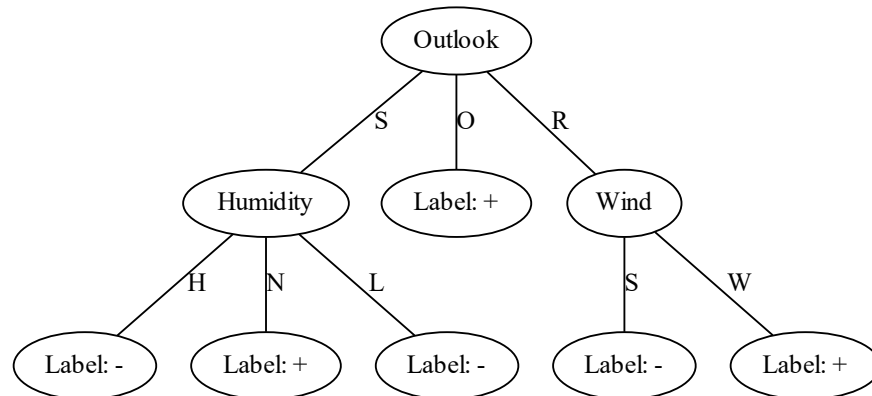 Outlook
S O R
Humidity Label: + Wind
H N L S W
Label: - Label: + Label: - Label: - Label: +